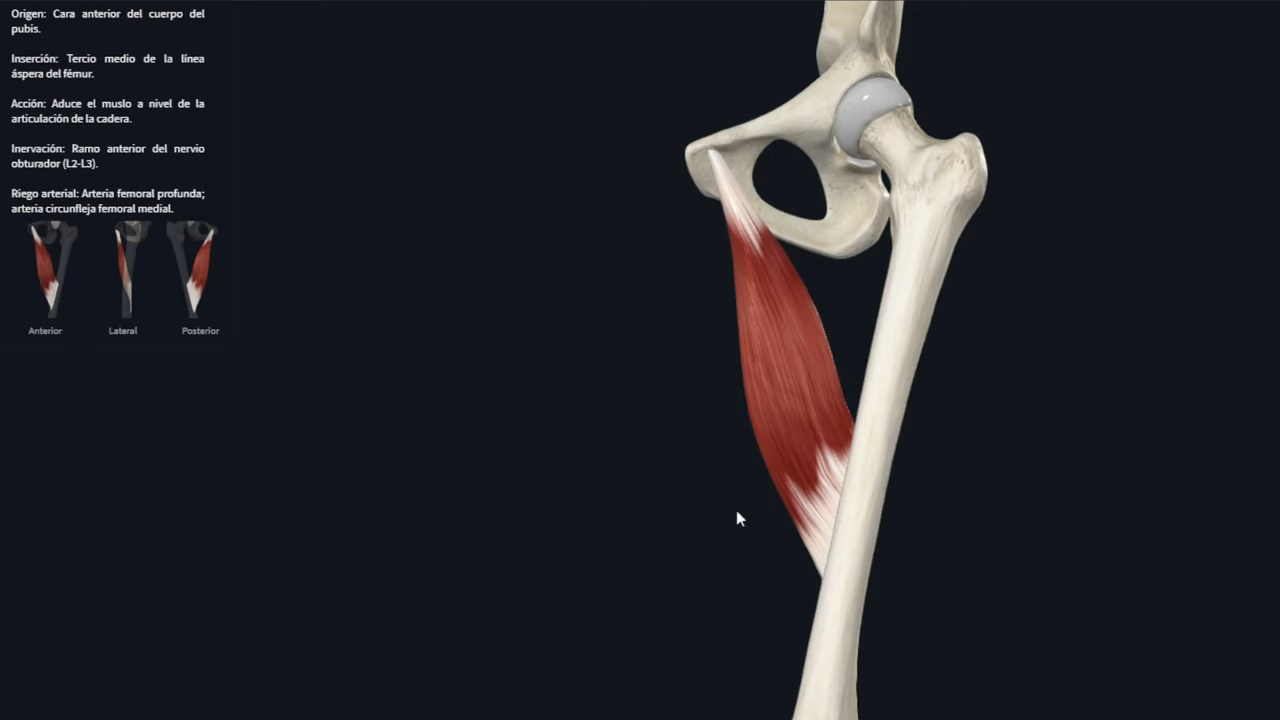 Origen: Cara anterior del cuerpo del
pubis.
Inserción: Tercio medio de la línea
áspera del fémur.
Acción: Aduce el muslo a nivel de la
articulación de la cadera.
Inervación: Ramo anterior del nervio
obturador (L2-L3).
Riego arterial: Arteria femoral profunda;
arteria circunfleja femoral medial.
Anterior Lateral Posterior